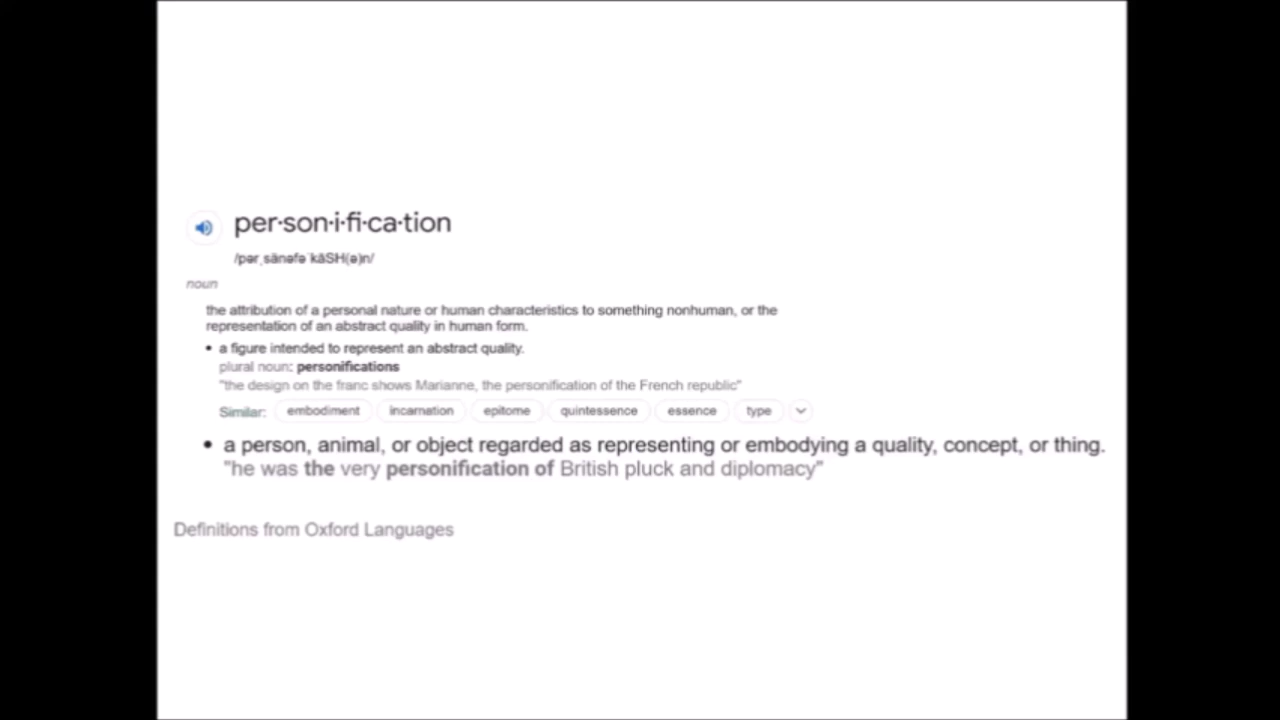 per·son·i·fi·ca·tion
/pərˌsänəfəˈkāSH(ə)n/
noun
the attribution of a personal nature or human characteristics to something nonhuman, or the
representation of an abstract quality in human form.
• a figure intended to represent an abstract quality.
plural noun: personifications
"the design on the franc shows Marianne, the personification of the French republic"
Similar: embodiment incarnation epitome quintessence essence type
• a person, animal, or object regarded as representing or embodying a quality, concept, or thing.
"he was the very personification of British pluck and diplomacy"
Definitions from Oxford Languages